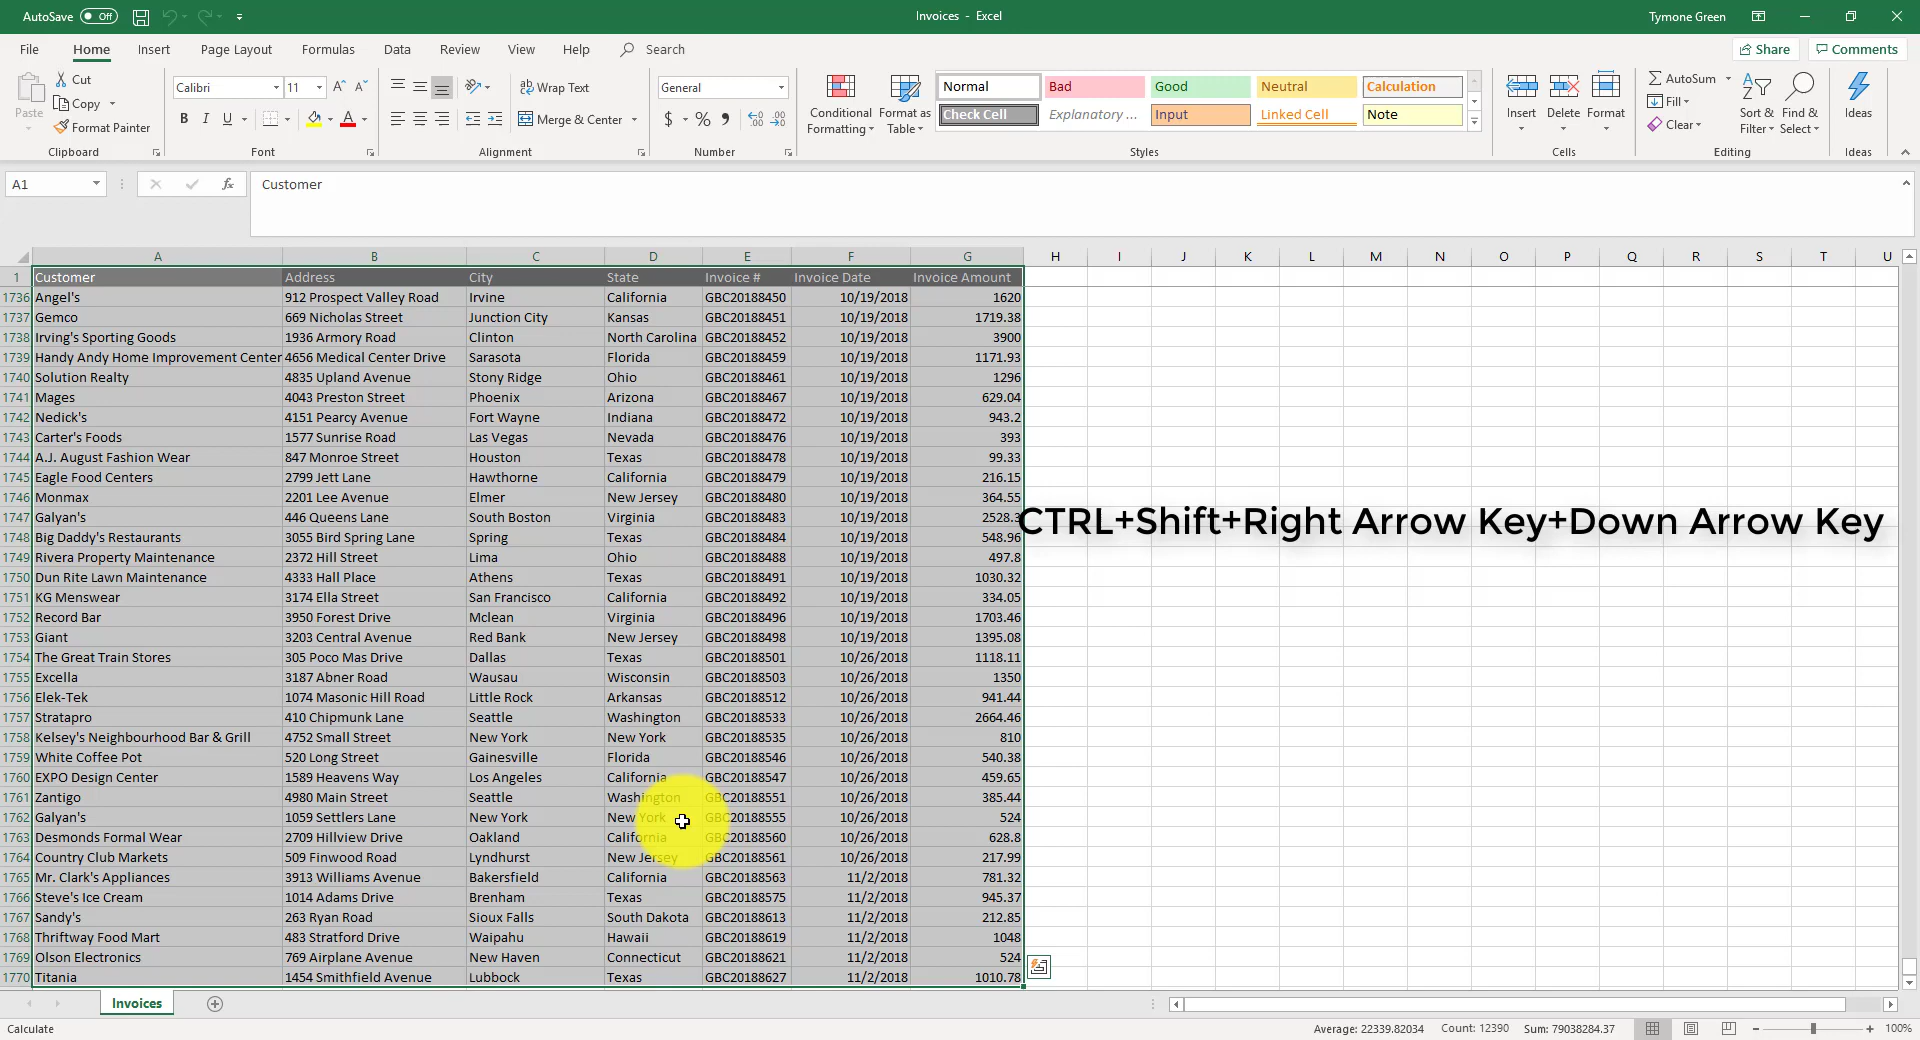 AutoSave Off Invoices - Excel Tymone Green
File Home Insert Page Layout Formulas Data Review View Help Search Share Comments
Paste Cut Copy Format Painter Clipboard
Calibri 11 A A B I U A Font
Wrap Text Merge & Center Alignment
General $ % , Number
Conditional Formatting Format as Table
Normal Bad Good Neutral Calculation
Check Cell Explanatory ... Input Linked Cell Note
Styles
Insert Delete Format Cells
AutoSum Fill Clear Sort & Filter Find & Select Editing
Ideas Ideas
A1 fx Customer
A B C D E F G H I J K L M N O P Q R S T U
1 Customer Address City State Invoice # Invoice Date Invoice Amount
1736 Angel's 912 Prospect Valley Road Irvine California GBC20188450 10/19/2018 1620
1737 Gemco 669 Nicholas Street Junction City Kansas GBC20188451 10/19/2018 1719.38
1738 Irving's Sporting Goods 1936 Armory Road Clinton North Carolina GBC20188452 10/19/2018 3900
1739 Handy Andy Home Improvement Center 4656 Medical Center Drive Sarasota Florida GBC20188459 10/19/2018 1171.93
1740 Solution Realty 4835 Upland Avenue Stony Ridge Ohio GBC20188461 10/19/2018 1296
1741 Mages 4043 Preston Street Phoenix Arizona GBC20188467 10/19/2018 629.04
1742 Nedick's 4151 Pearcy Avenue Fort Wayne Indiana GBC20188472 10/19/2018 943.2
1743 Carter's Foods 1577 Sunrise Road Las Vegas Nevada GBC20188476 10/19/2018 393
1744 A.J. August Fashion Wear 847 Monroe Street Houston Texas GBC20188478 10/19/2018 99.33
1745 Eagle Food Centers 2799 Jett Lane Hawthorne California GBC20188479 10/19/2018 216.15
1746 Monmax 2201 Lee Avenue Elmer New Jersey GBC20188480 10/19/2018 364.55
1747 Galyan's 446 Queens Lane South Boston Virginia GBC20188483 10/19/2018 2528.3
CTRL+Shift+Right Arrow Key+Down Arrow Key
1748 Big Daddy's Restaurants 3055 Bird Spring Lane Spring Texas GBC20188484 10/19/2018 548.96
1749 Rivera Property Maintenance 2372 Hill Street Lima Ohio GBC20188488 10/19/2018 497.8
1750 Dun Rite Lawn Maintenance 4333 Hall Place Athens Texas GBC20188491 10/19/2018 1030.32
1751 KG Menswear 3174 Ella Street San Francisco California GBC20188492 10/19/2018 334.05
1752 Record Bar 3950 Forest Drive Mclean Virginia GBC20188496 10/19/2018 1703.46
1753 Giant 3203 Central Avenue Red Bank New Jersey GBC20188498 10/19/2018 1395.08
1754 The Great Train Stores 305 Poco Mas Drive Dallas Texas GBC20188501 10/26/2018 1118.11
1755 Excella 3187 Abner Road Wausau Wisconsin GBC20188503 10/26/2018 1350
1756 Elek-Tek 1074 Masonic Hill Road Little Rock Arkansas GBC20188512 10/26/2018 941.44
1757 Stratapro 410 Chipmunk Lane Seattle Washington GBC20188533 10/26/2018 2664.46
1758 Kelsey's Neighbourhood Bar & Grill 4752 Small Street New York New York GBC20188535 10/26/2018 810
1759 White Coffee Pot 520 Long Street Gainesville Florida GBC20188546 10/26/2018 540.38
1760 EXPO Design Center 1589 Heavens Way Los Angeles California GBC20188547 10/26/2018 459.65
1761 Zantigo 4980 Main Street Seattle Washington GBC20188551 10/26/2018 385.44
1762 Galyan's 1059 Settlers Lane New York New York GBC20188555 10/26/2018 524
1763 Desmonds Formal Wear 2709 Hillview Drive Oakland California GBC20188560 10/26/2018 628.8
1764 Country Club Markets 509 Finwood Road Lyndhurst New Jersey GBC20188561 10/26/2018 217.99
1765 Mr. Clark's Appliances 3913 Williams Avenue Bakersfield California GBC20188563 11/2/2018 781.32
1766 Steve's Ice Cream 1014 Adams Drive Brenham Texas GBC20188575 11/2/2018 945.37
1767 Sandy's 263 Ryan Road Sioux Falls South Dakota GBC20188613 11/2/2018 212.85
1768 Thriftway Food Mart 483 Stratford Drive Waipahu Hawaii GBC20188619 11/2/2018 1048
1769 Olson Electronics 769 Airplane Avenue New Haven Connecticut GBC20188621 11/2/2018 524
1770 Titania 1454 Smithfield Avenue Lubbock Texas GBC20188627 11/2/2018 1010.78
Invoices
Calculate Average: 22339.82034 Count: 12390 Sum: 79038284.37 100%